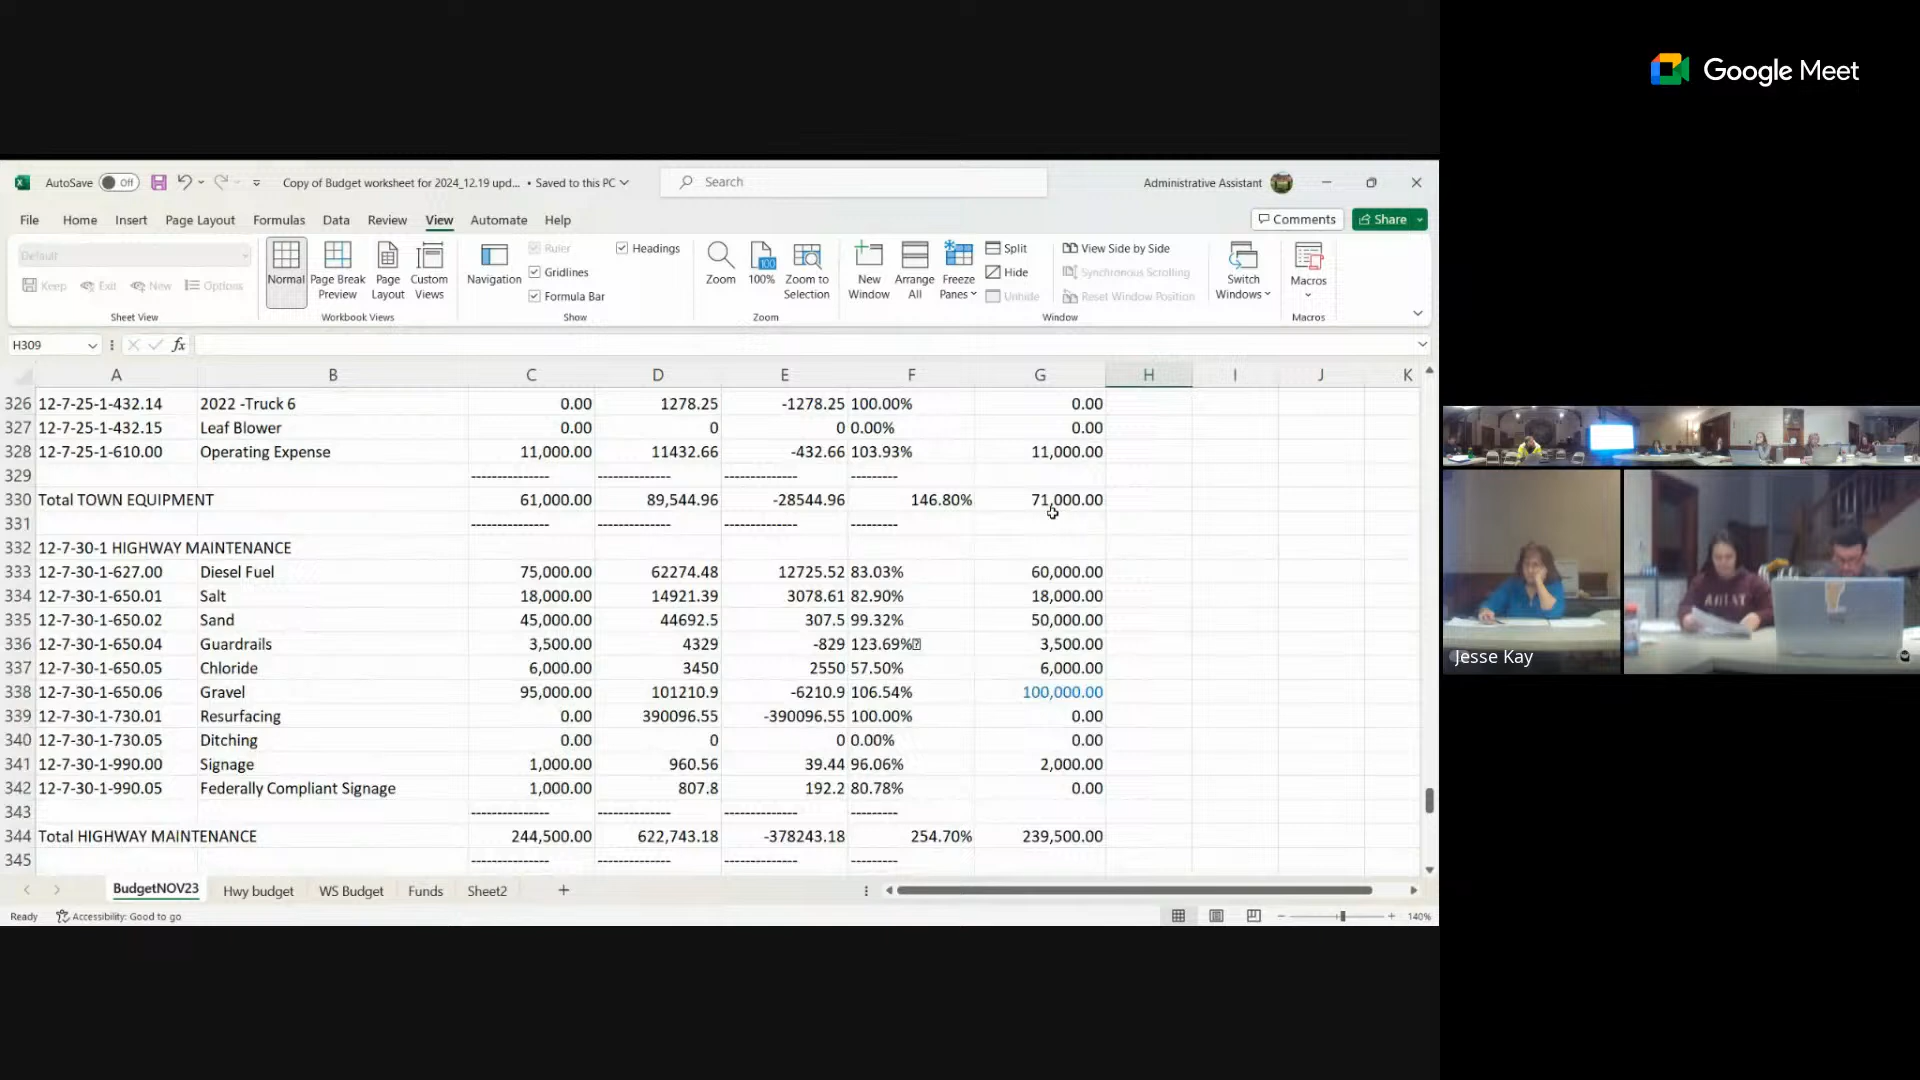 Google Meet
AutoSave Off Copy of Budget worksheet for 2024_12.19 upd... • Saved to this PC Search Administrative Assistant
File Home Insert Page Layout Formulas Data Review View Automate Help Comments Share
Default
Keep Exit New Options
Sheet View
Normal Page Break Preview Page Layout Custom Views
Workbook Views
Navigation Ruler Gridlines Formula Bar Headings
Show
Zoom 100% Zoom to Selection
Zoom
New Window Arrange All Freeze Panes Split Hide Unhide View Side by Side Synchronous Scrolling Reset Window Position Switch Windows
Window
Macros
Macros
H309 fx
A B C D E F G H I J K
326 12-7-25-1-432.14 2022 -Truck 6 0.00 1278.25 -1278.25 100.00% 0.00
327 12-7-25-1-432.15 Leaf Blower 0.00 0 0 0.00% 0.00
328 12-7-25-1-610.00 Operating Expense 11,000.00 11432.66 -432.66 103.93% 11,000.00
329 --------------- -------------- -------------- ---------
330 Total TOWN EQUIPMENT 61,000.00 89,544.96 -28544.96 146.80% 71,000.00
331 --------------- -------------- -------------- ---------
332 12-7-30-1 HIGHWAY MAINTENANCE
333 12-7-30-1-627.00 Diesel Fuel 75,000.00 62274.48 12725.52 83.03% 60,000.00
334 12-7-30-1-650.01 Salt 18,000.00 14921.39 3078.61 82.90% 18,000.00
335 12-7-30-1-650.02 Sand 45,000.00 44692.5 307.5 99.32% 50,000.00
336 12-7-30-1-650.04 Guardrails 3,500.00 4329 -829 123.69% 3,500.00
337 12-7-30-1-650.05 Chloride 6,000.00 3450 2550 57.50% 6,000.00
338 12-7-30-1-650.06 Gravel 95,000.00 101210.9 -6210.9 106.54% 100,000.00
339 12-7-30-1-730.01 Resurfacing 0.00 390096.55 -390096.55 100.00% 0.00
340 12-7-30-1-730.05 Ditching 0.00 0 0 0.00% 0.00
341 12-7-30-1-990.00 Signage 1,000.00 960.56 39.44 96.06% 2,000.00
342 12-7-30-1-990.05 Federally Compliant Signage 1,000.00 807.8 192.2 80.78% 0.00
343 --------------- -------------- -------------- ---------
344 Total HIGHWAY MAINTENANCE 244,500.00 622,743.18 -378243.18 254.70% 239,500.00
345 --------------- -------------- -------------- ---------
BudgetNOV23 Hwy budget WS Budget Funds Sheet2
Ready Accessibility: Good to go 140%
Jesse Kay
ARIAT